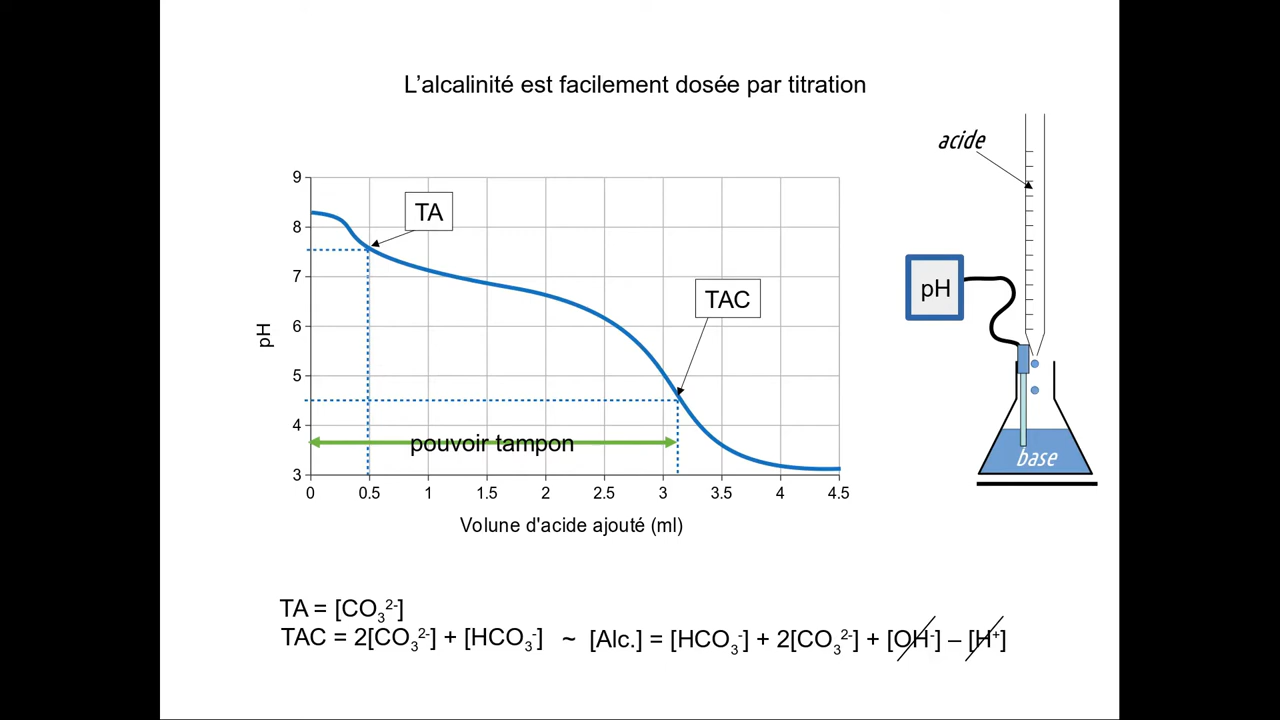 L'alcalinité est facilement dosée par titration
acide
9
8
7
6
5
4
3
pH
TA
TAC
pouvoir tampon
pH
base
0 0.5 1 1.5 2 2.5 3 3.5 4 4.5
Volune d'acide ajouté (ml)
TA = [CO₃²⁻]
TAC = 2[CO₃²⁻] + [HCO₃⁻] ~ [Alc.] = [HCO₃⁻] + 2[CO₃²⁻] + [OH⁻] – [H⁺]